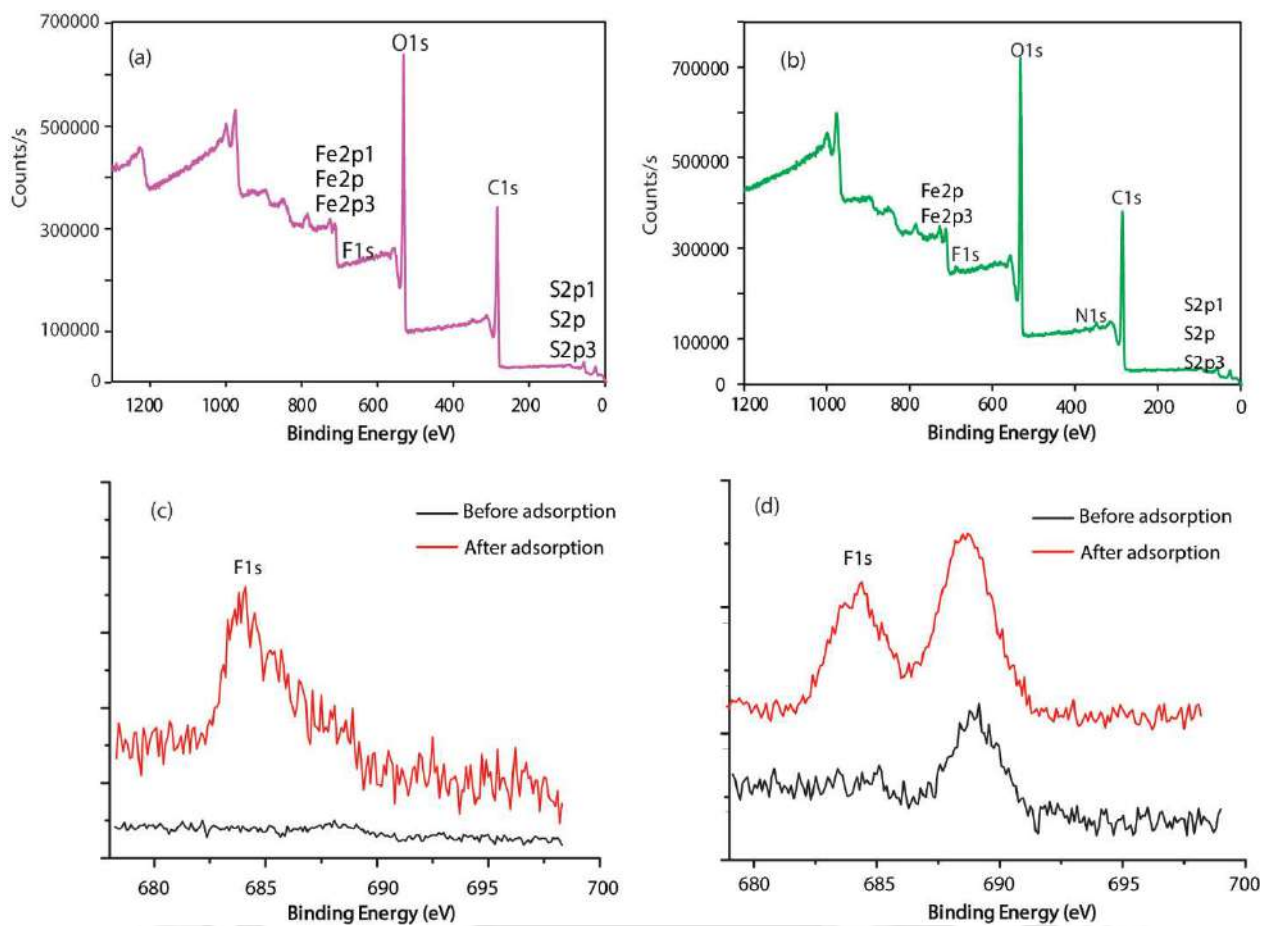 (a)
700000
500000
300000
100000
0
Counts/s
O1s
Fe2p1
Fe2p
Fe2p3
F1s
C1s
S2p1
S2p
S2p3
1200 1000 800 600 400 200 0
Binding Energy (eV)
(b)
700000
500000
300000
100000
0
Counts/s
O1s
Fe2p
Fe2p3
F1s
N1s
C1s
S2p1
S2p
S2p3
1200 1000 800 600 400 200 0
Binding Energy (eV)
(c)
Before adsorption
After adsorption
F1s
680 685 690 695 700
Binding Energy (eV)
(d)
Before adsorption
After adsorption
F1s
680 685 690 695 700
Binding Energy (eV)